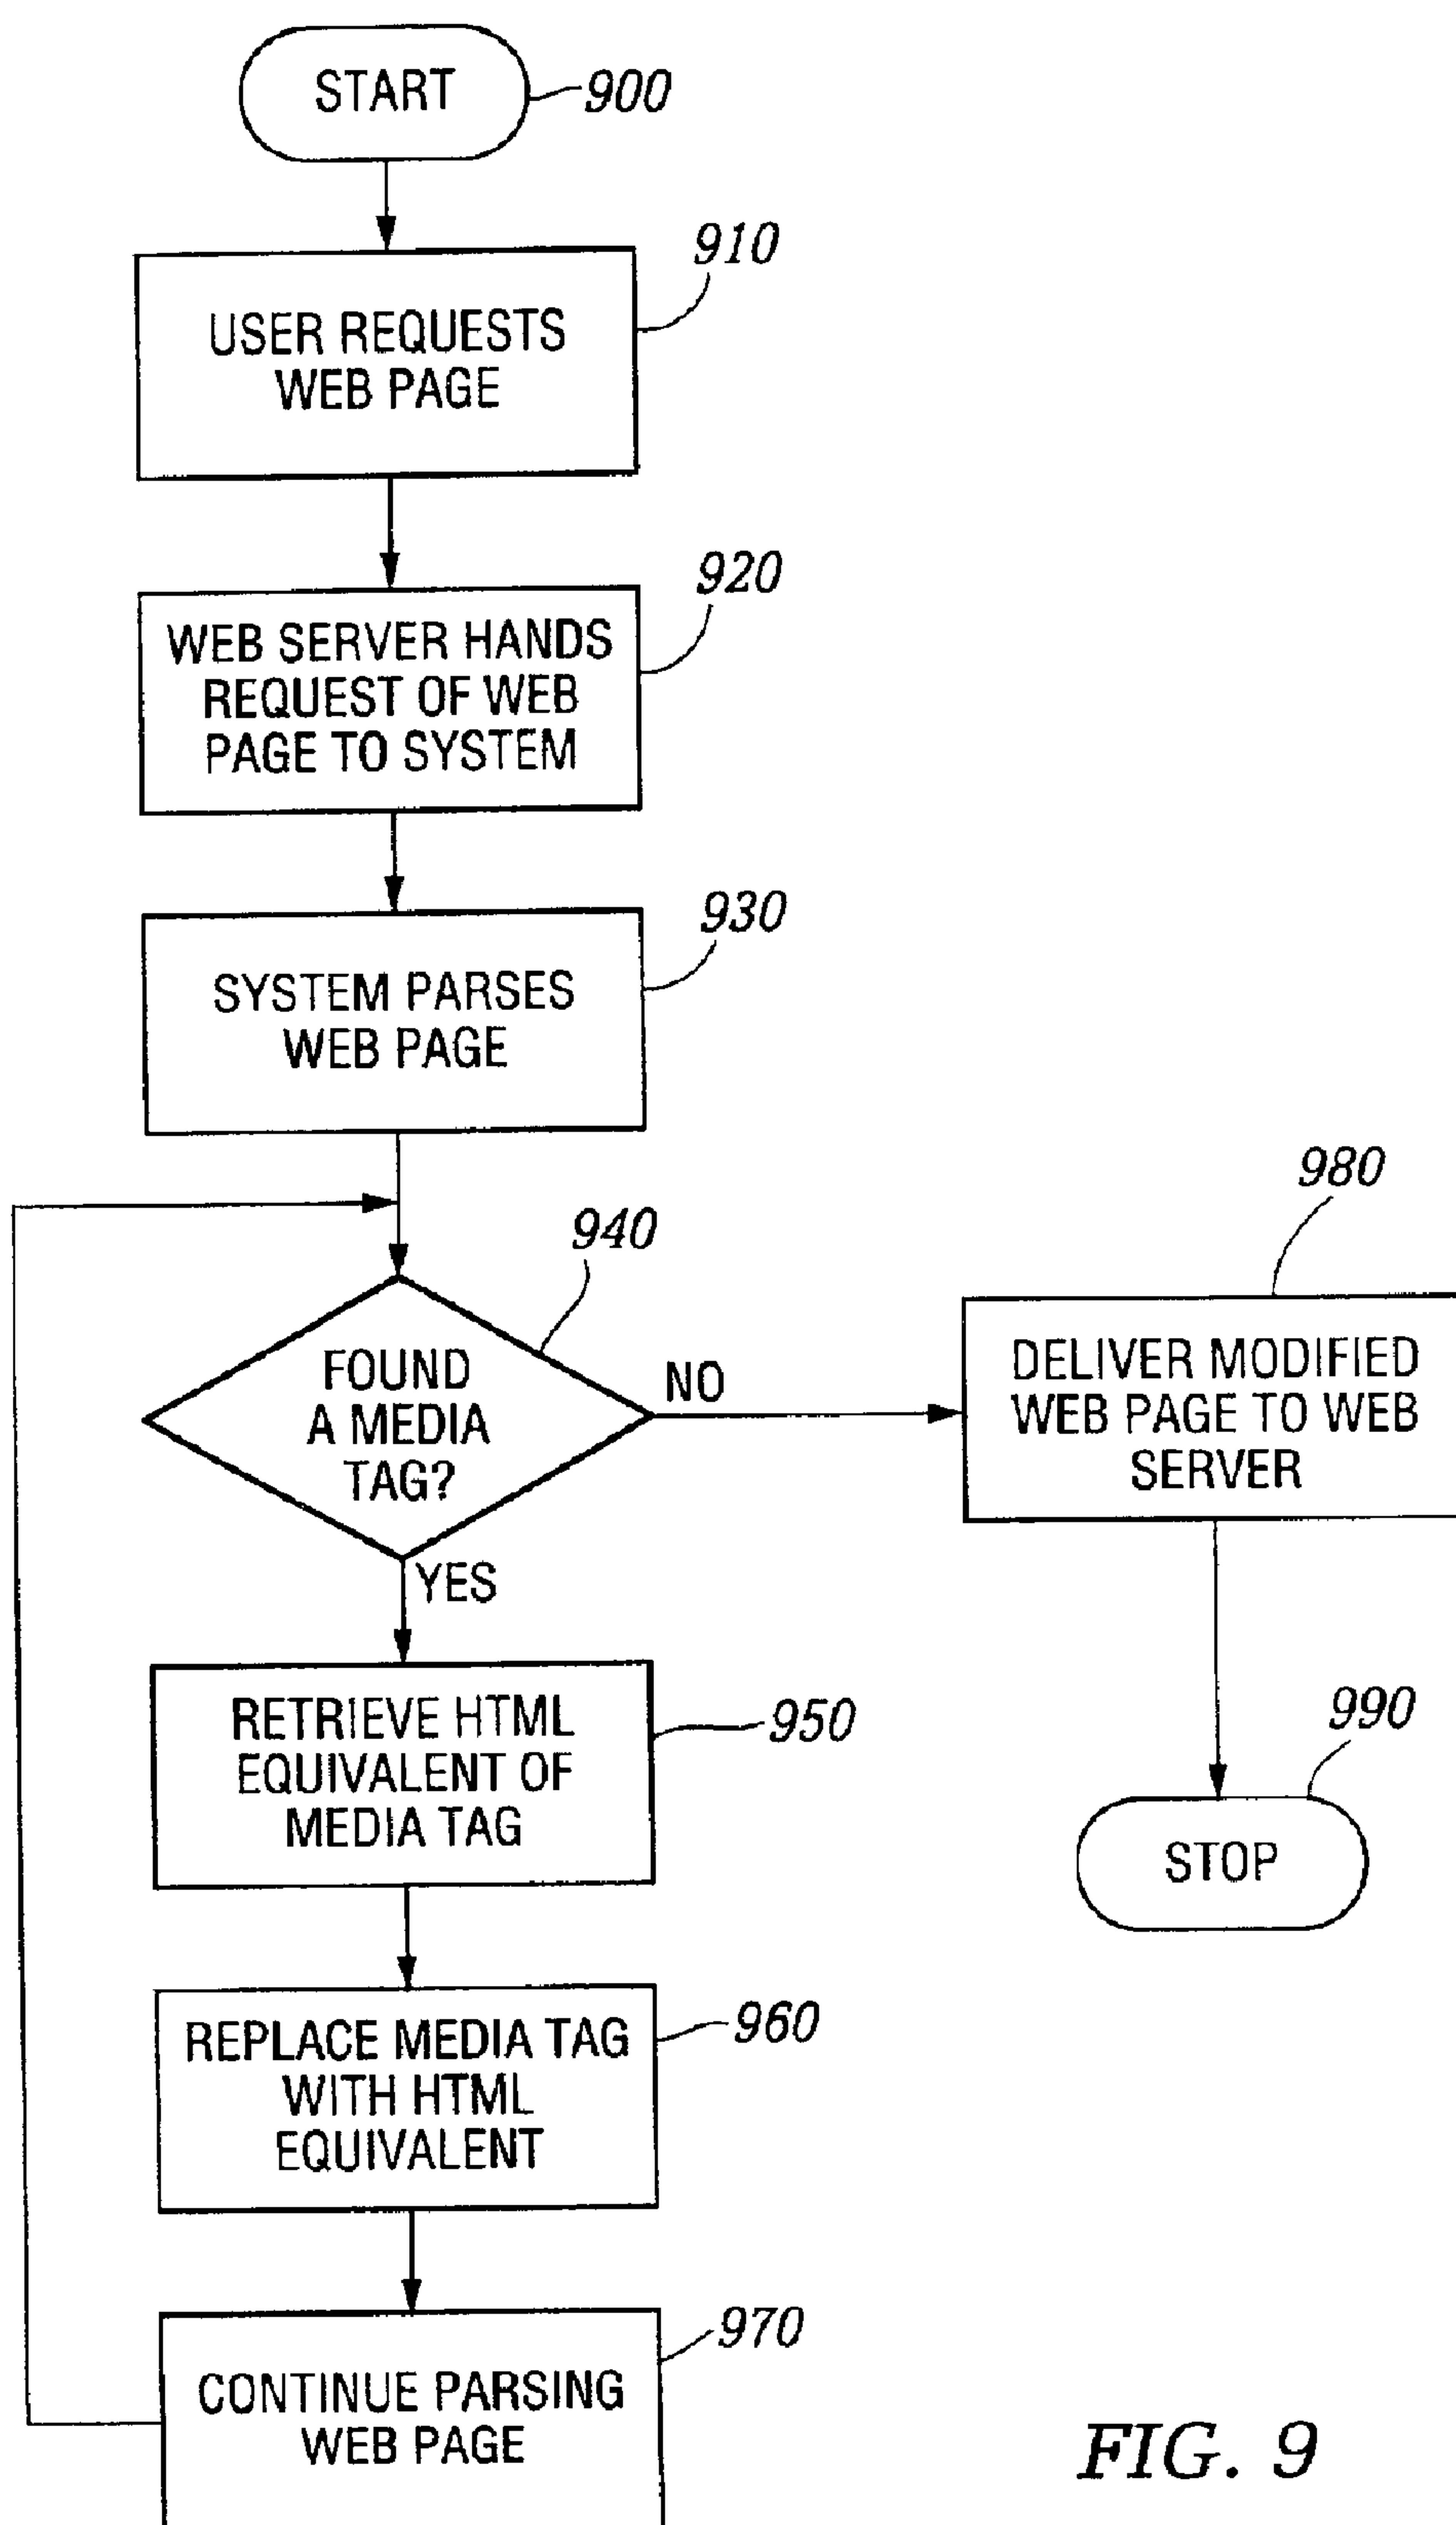 START
900
910
USER REQUESTS
WEB PAGE
920
WEB SERVER HANDS
REQUEST OF WEB
PAGE TO SYSTEM
930
SYSTEM PARSES
WEB PAGE
940
FOUND
A MEDIA
TAG?
NO
YES
980
DELIVER MODIFIED
WEB PAGE TO WEB
SERVER
990
STOP
950
RETRIEVE HTML
EQUIVALENT OF
MEDIA TAG
960
REPLACE MEDIA TAG
WITH HTML
EQUIVALENT
970
CONTINUE PARSING
WEB PAGE
FIG. 9